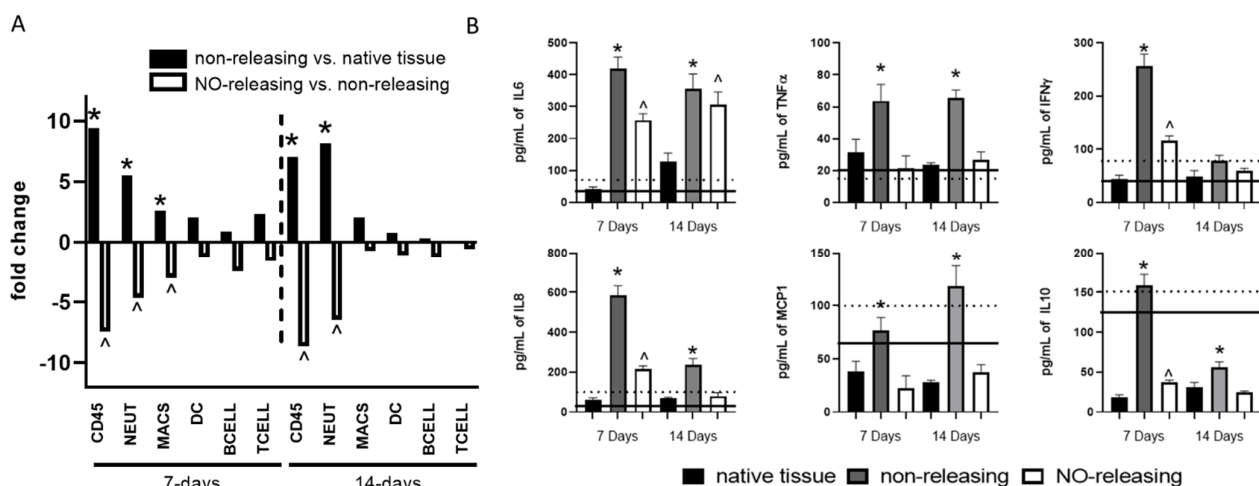 A
non-releasing vs. native tissue
NO-releasing vs. non-releasing
fold change
10
5
0
-5
-10
* * * * *
^ ^ ^ ^ ^
CD45 NEUT MACS DC BCELL TCELL CD45 NEUT MACS DC BCELL TCELL
7-days 14-days
B
pg/mL of IL6
500
400
300
200
100
0
* ^ * ^
7 Days 14 Days
pg/mL of TNFα
100
80
60
40
20
0
* *
7 Days 14 Days
pg/mL of IFNγ
300
200
100
0
* ^
7 Days 14 Days
pg/mL of IL8
800
600
400
200
0
* ^ *
7 Days 14 Days
pg/mL of MCP1
150
100
50
0
* *
7 Days 14 Days
pg/mL of IL10
200
150
100
50
0
* ^ *
7 Days 14 Days
native tissue non-releasing NO-releasing